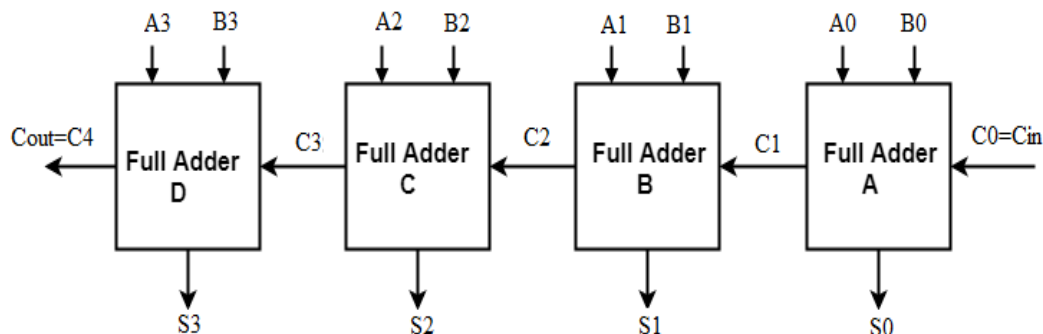 A3 B3 A2 B2 A1 B1 A0 B0
Cout=C4 C3 C2 C1 C0=Cin
Full Adder Full Adder Full Adder Full Adder
D C B A
S3 S2 S1 S0